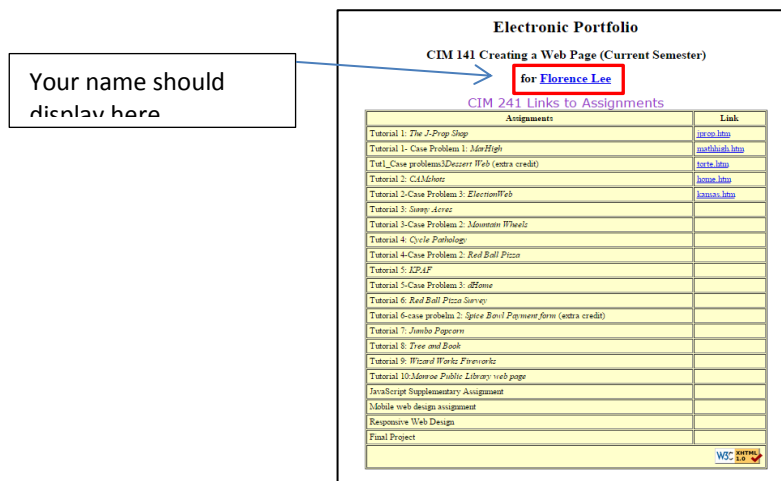 Electronic Portfolio
CIM 141 Creating a Web Page (Current Semester)
for Florence Lee
Your name should
display here
CIM 241 Links to Assignments
Assignments Link
Tutorial 1: The J-Prop Shop jprop.htm
Tutorial 1- Case Problem 1: MarHigh mathhigh.htm
Tut1_Case problems3Dessert Web (extra credit) torte.htm
Tutorial 2: CAMshots home.htm
Tutorial 2-Case Problem 3: ElectionWeb kansas.htm
Tutorial 3: Sunny Acres
Tutorial 3-Case Problem 2: Mountain Wheels
Tutorial 4: Cycle Pathology
Tutorial 4-Case Problem 2: Red Ball Pizza
Tutorial 5: KPAF
Tutorial 5-Case Problem 3: dHome
Tutorial 6: Red Ball Pizza Survey
Tutorial 6-case probelm 2: Spice Bowl Payment form (extra credit)
Tutorial 7: Jumbo Popcorn
Tutorial 8: Tree and Book
Tutorial 9: Wizard Works Fireworks
Tutorial 10:Monroe Public Library web page
JavaScript Supplementary Assignment
Mobile web design assignment
Responsive Web Design
Final Project
W3C XHTML 1.0